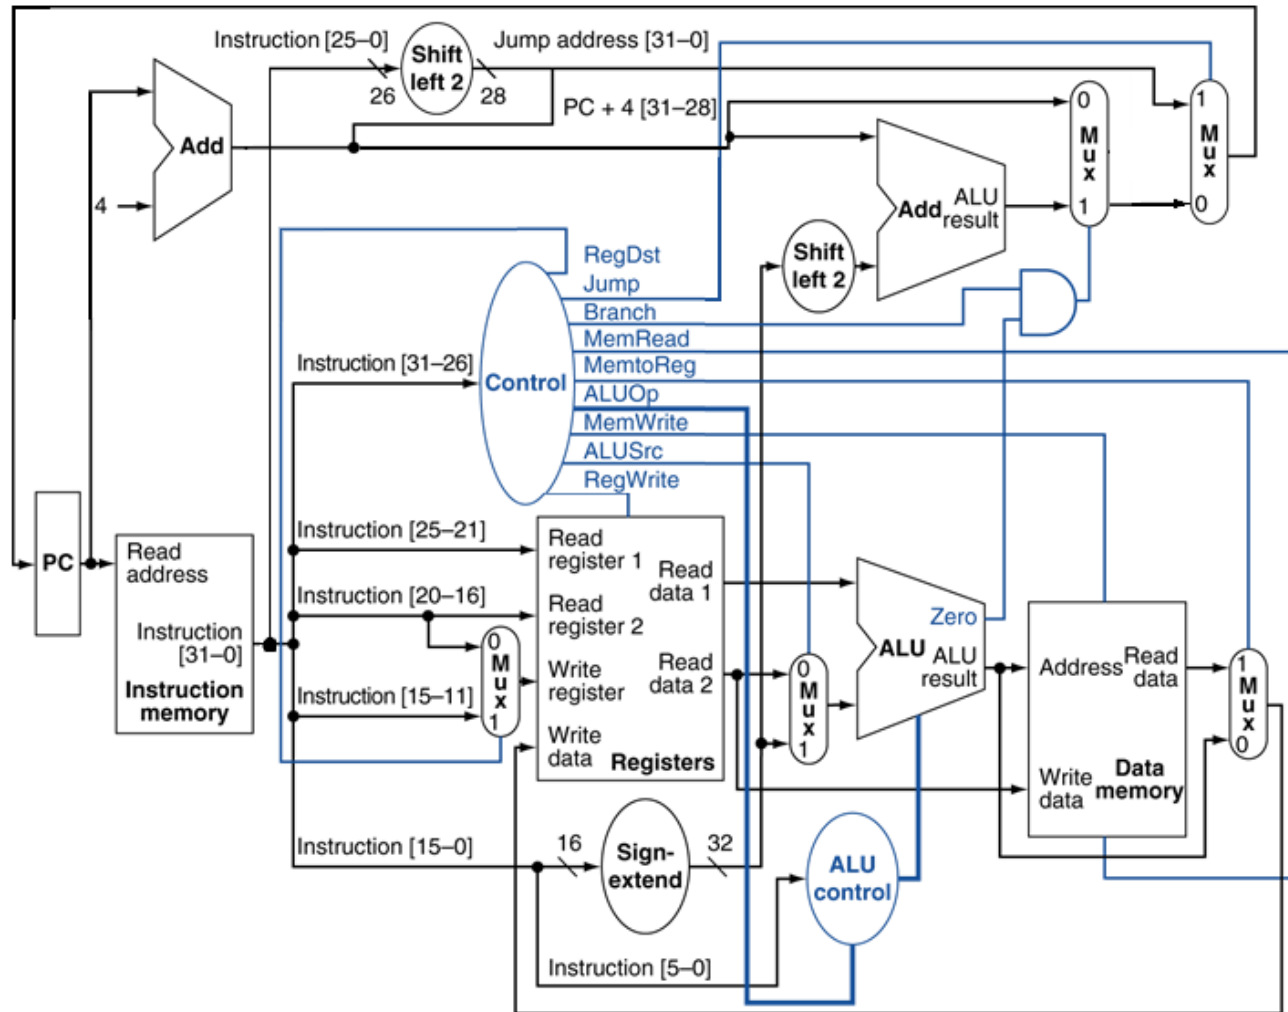 Instruction [25–0]
Shift
left 2
Jump address [31–0]
26
28
PC + 4 [31–28]
Add
4
0
M
u
x
1
1
M
u
x
0
Add
ALU
result
Shift
left 2
RegDst
Jump
Branch
MemRead
MemtoReg
ALUOp
MemWrite
ALUSrc
RegWrite
Control
Instruction [31–26]
PC
Read
address
Instruction
[31–0]
Instruction
memory
Instruction [25–21]
Instruction [20–16]
Instruction [15–11]
0
M
u
x
1
Read
register 1
Read
register 2
Write
register
Write
data
Read
data 1
Read
data 2
Registers
0
M
u
x
1
Zero
ALU
ALU
result
Address
Read
data
Write
data
Data
memory
1
M
u
x
0
Instruction [15–0]
16
Sign-
extend
32
ALU
control
Instruction [5–0]